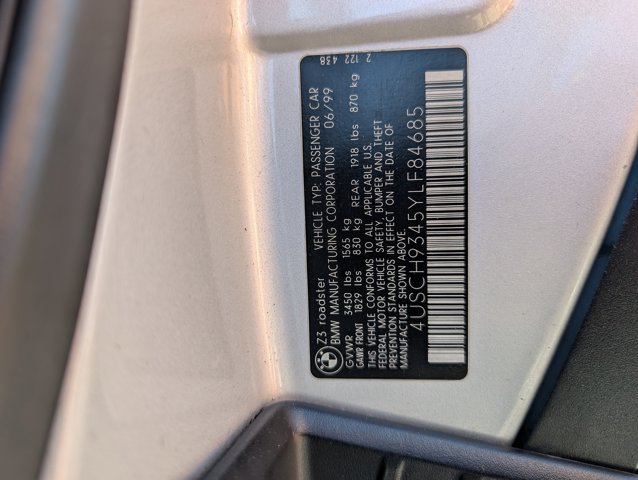 Z3 roadster VEHICLE TYP: PASSENGER CAR 2 122
BMW MANUFACTURING CORPORATION 06/99 438
GVWR 3450 lbs 1565 kg
GAWR FRONT 1829 lbs 830 kg REAR 1918 lbs 870 kg
THIS VEHICLE CONFORMS TO ALL APPLICABLE U.S.
FEDERAL MOTOR VEHICLE SAFETY, BUMPER AND THEFT
PREVENTION STANDARDS IN EFFECT ON THE DATE OF
MANUFACTURE SHOWN ABOVE.
4USCH9345YLF84685